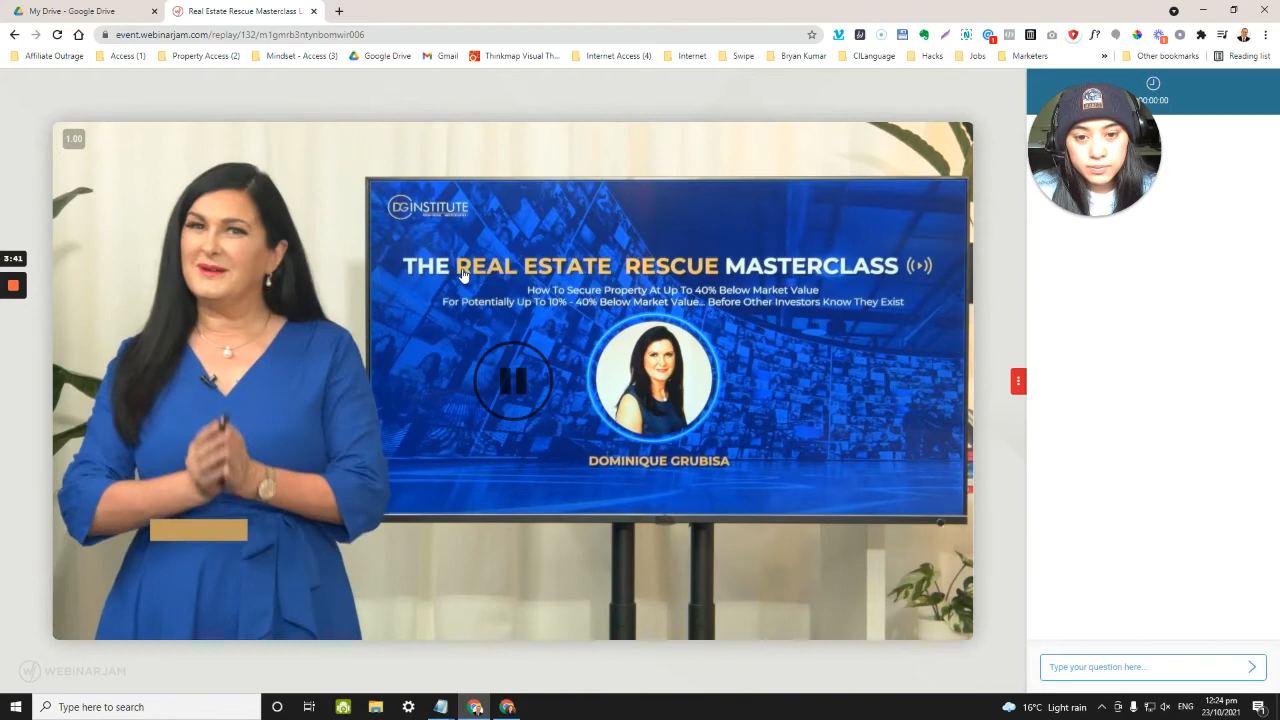 My Drive - Google Drive
Real Estate Rescue Masterclass L
event.webinarjam.com/replay/132/m1gmrb3ntynbomwir006
Affiliate Outrage
Access (1)
Property Access (2)
Mindset - Access (3)
Google Drive
Gmail
Thinkmap Visual Th...
Internet Access (4)
Internet
Swipe
Bryan Kumar
CILanguage
Hacks
Jobs
Marketers
»
Other bookmarks
Reading list
00:00:00
1.00
DG INSTITUTE
THE REAL ESTATE RESCUE MASTERCLASS
How To Secure Property At Up To 40% Below Market Value
For Potentially Up To 10% - 40% Below Market Value... Before Other Investors Know They Exist
DOMINIQUE GRUBISA
3:41
WEBINARJAM
Type your question here...
Type here to search
16°C Light rain
ENG
12:24 pm
23/10/2021